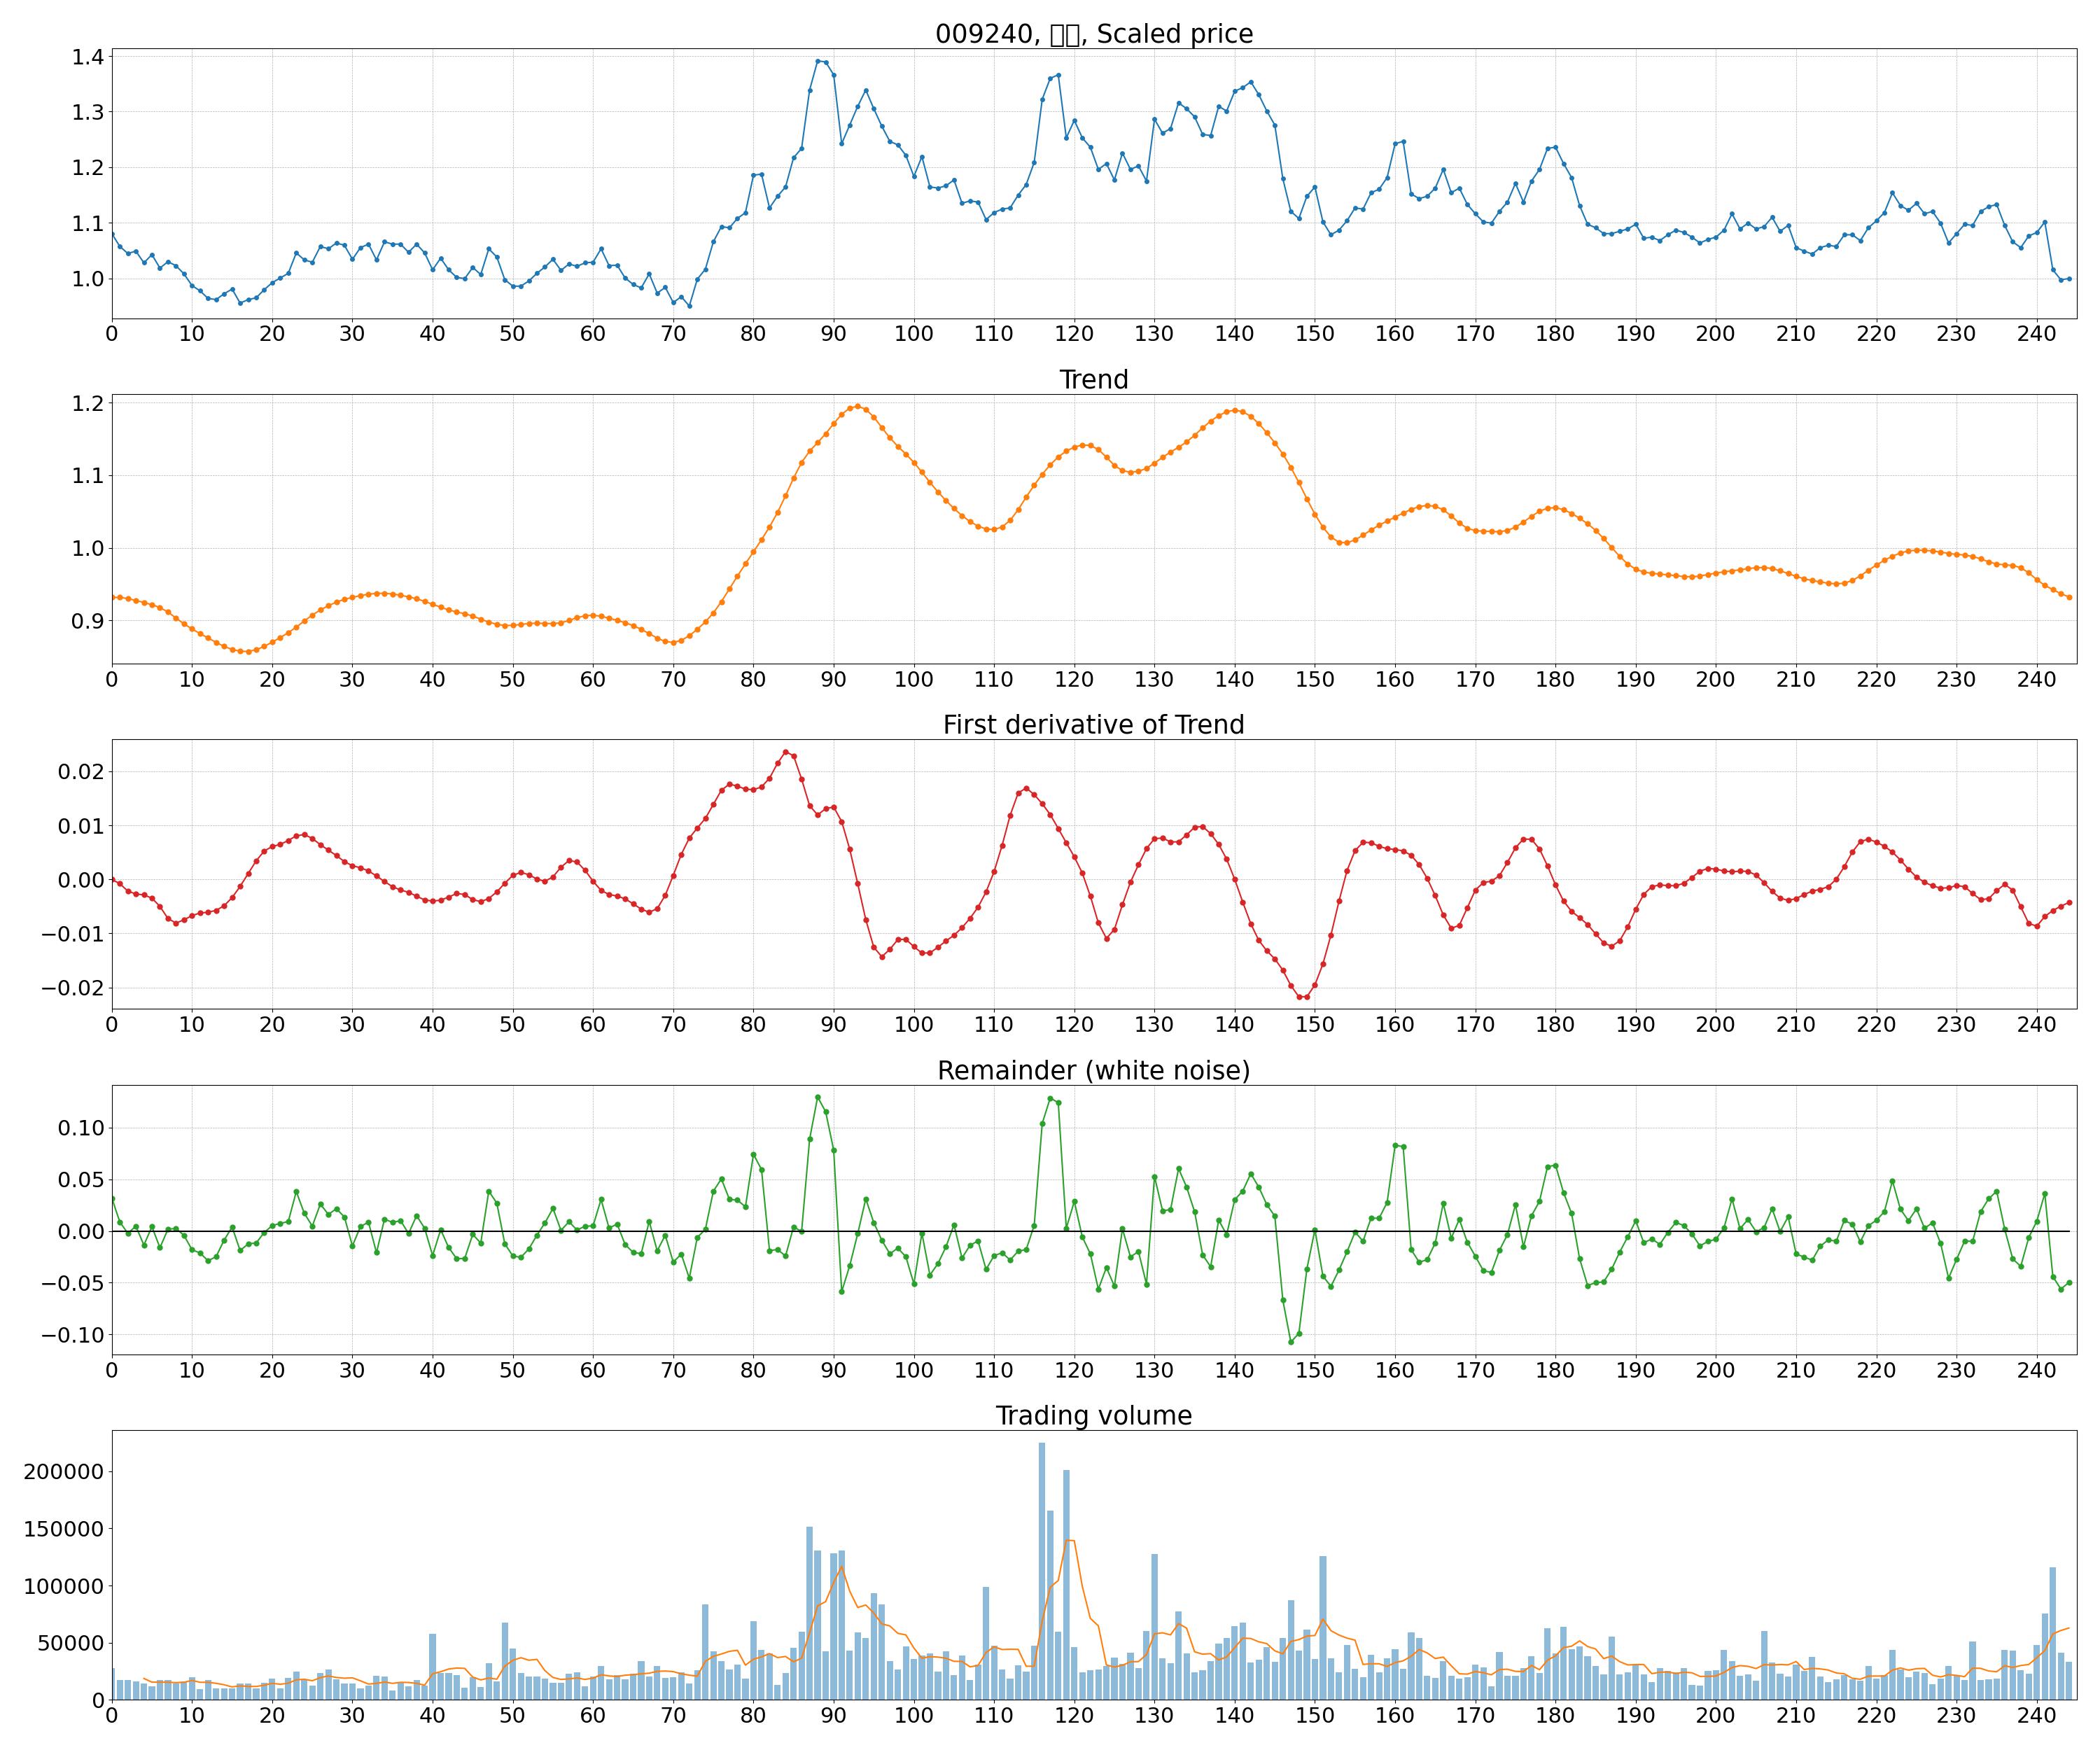 009240, , Scaled price
1.4
1.3
1.2
1.1
1.0
0 10 20 30 40 50 60 70 80 90 100 110 120 130 140 150 160 170 180 190 200 210 220 230 240
Trend
1.2
1.1
1.0
0.9
0 10 20 30 40 50 60 70 80 90 100 110 120 130 140 150 160 170 180 190 200 210 220 230 240
First derivative of Trend
0.02
0.01
0.00
−0.01
−0.02
0 10 20 30 40 50 60 70 80 90 100 110 120 130 140 150 160 170 180 190 200 210 220 230 240
Remainder (white noise)
0.10
0.05
0.00
−0.05
−0.10
0 10 20 30 40 50 60 70 80 90 100 110 120 130 140 150 160 170 180 190 200 210 220 230 240
Trading volume
200000
150000
100000
50000
0
0 10 20 30 40 50 60 70 80 90 100 110 120 130 140 150 160 170 180 190 200 210 220 230 240